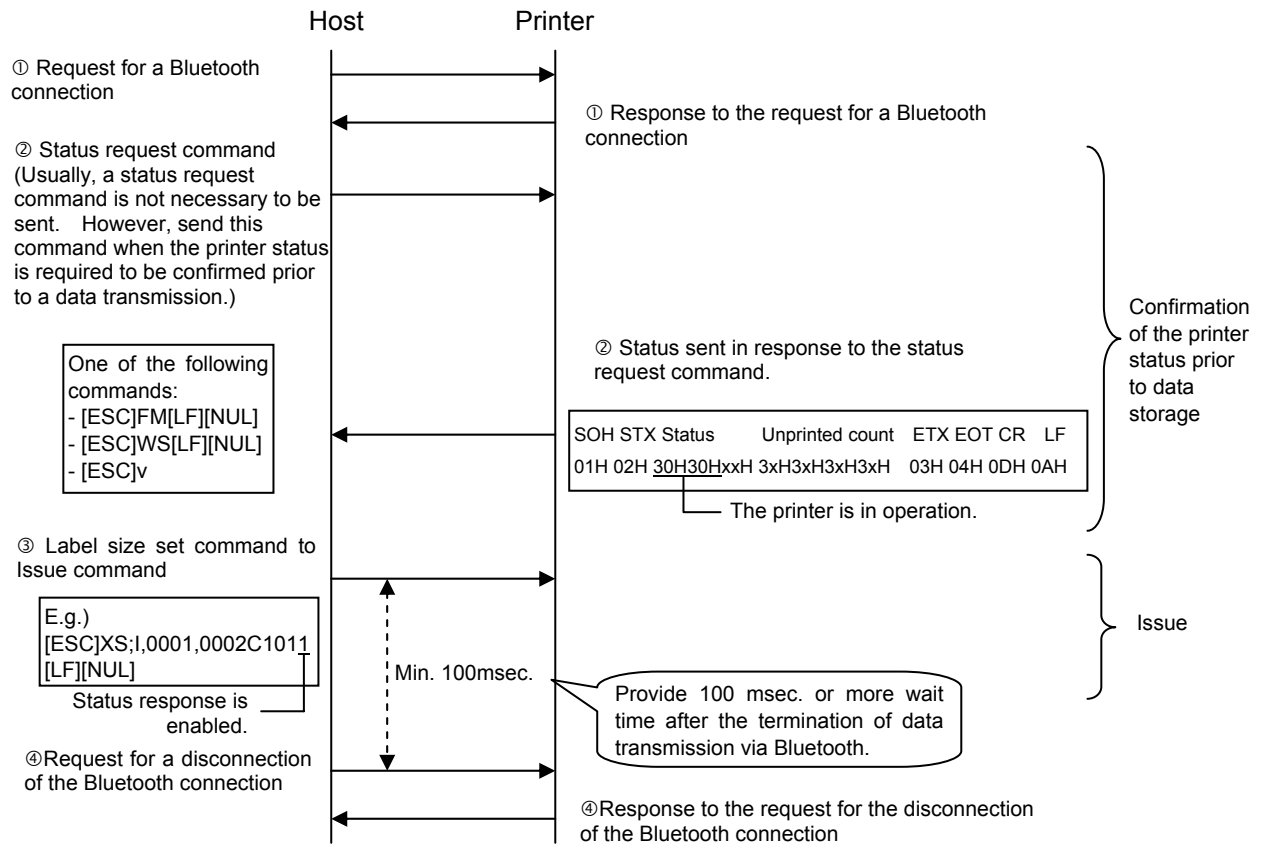 Host
Printer
① Request for a Bluetooth
connection
① Response to the request for a Bluetooth
connection
② Status request command
(Usually, a status request
command is not necessary to be
sent. However, send this
command when the printer status
is required to be confirmed prior
to a data transmission.)
One of the following
commands:
- [ESC]FM[LF][NUL]
- [ESC]WS[LF][NUL]
- [ESC]v
② Status sent in response to the status
request command.
SOH STX Status Unprinted count ETX EOT CR LF
01H 02H 30H30HxxH 3xH3xH3xH3xH 03H 04H 0DH 0AH
The printer is in operation.
Confirmation
of the printer
status prior
to data
storage
③ Label size set command to
Issue command
E.g.)
[ESC]XS;I,0001,0002C1011
[LF][NUL]
Status response is
enabled.
Min. 100msec.
Provide 100 msec. or more wait
time after the termination of data
transmission via Bluetooth.
Issue
④Request for a disconnection
of the Bluetooth connection
④Response to the request for the disconnection
of the Bluetooth connection